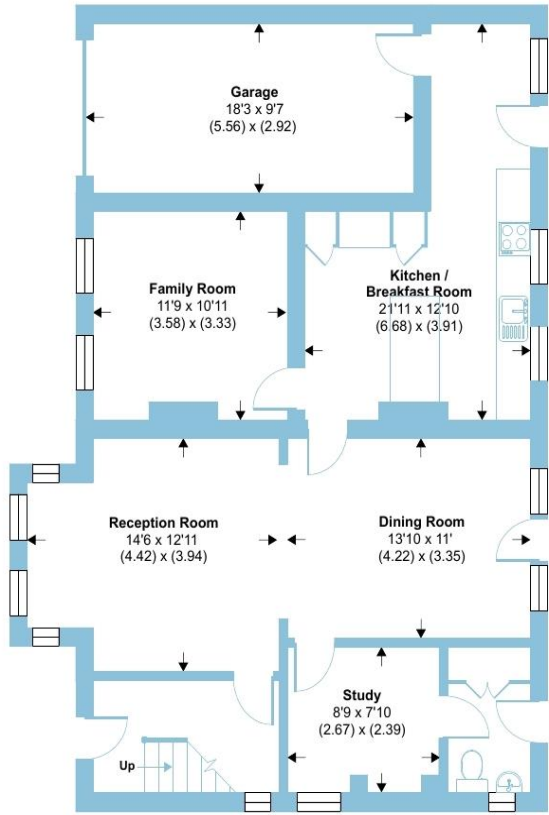 Garage
18'3 x 9'7
(5.56) x (2.92)
Family Room
11'9 x 10'11
(3.58) x (3.33)
Kitchen /
Breakfast Room
21'11 x 12'10
(6.68) x (3.91)
Reception Room
14'6 x 12'11
(4.42) x (3.94)
Dining Room
13'10 x 11'
(4.22) x (3.35)
Study
8'9 x 7'10
(2.67) x (2.39)
Up